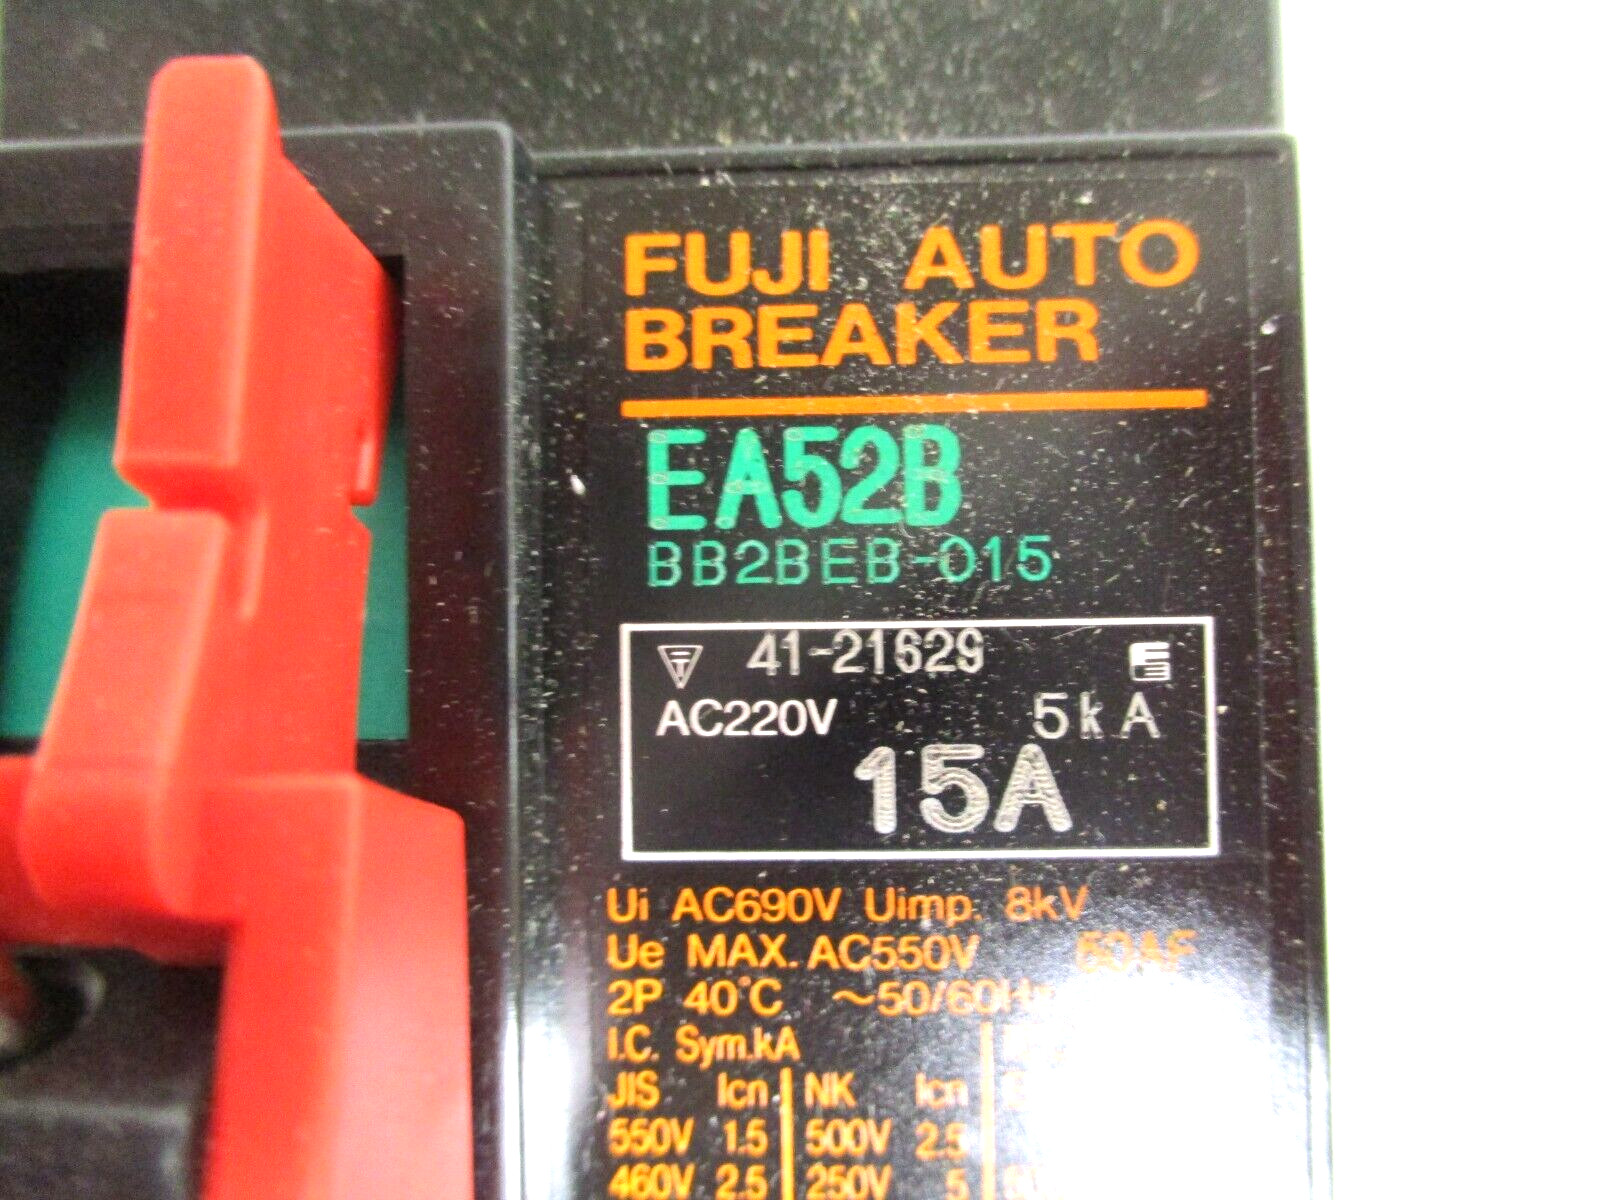 FUJI AUTO
BREAKER
EA52B
BB2BEB-015
41-21629
AC220V 5kA
15A
Ui AC690V Uimp. 8kV
Ue MAX. AC550V 50AF
2P 40°C ~50/60Hz
I.C. Sym.kA
JIS Icn NK Icn
550V 1.5 500V 2.5
460V 2.5 250V 5